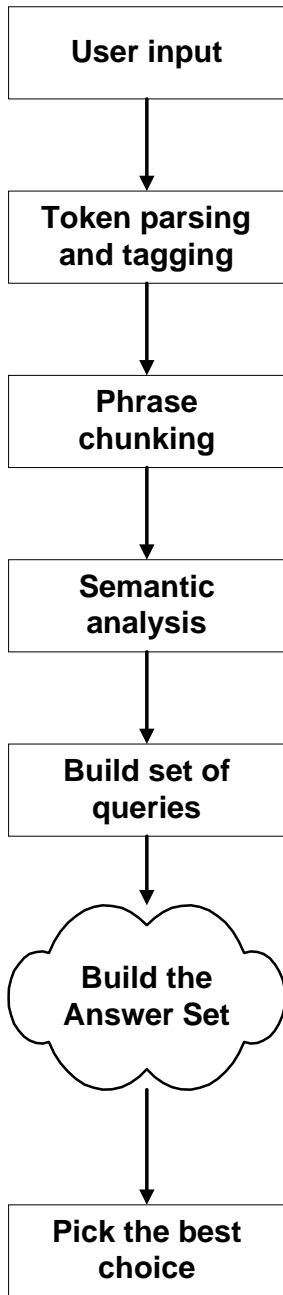 User input
Token parsing
and tagging
Phrase
chunking
Semantic
analysis
Build set of
queries
Build the
Answer Set
Pick the best
choice